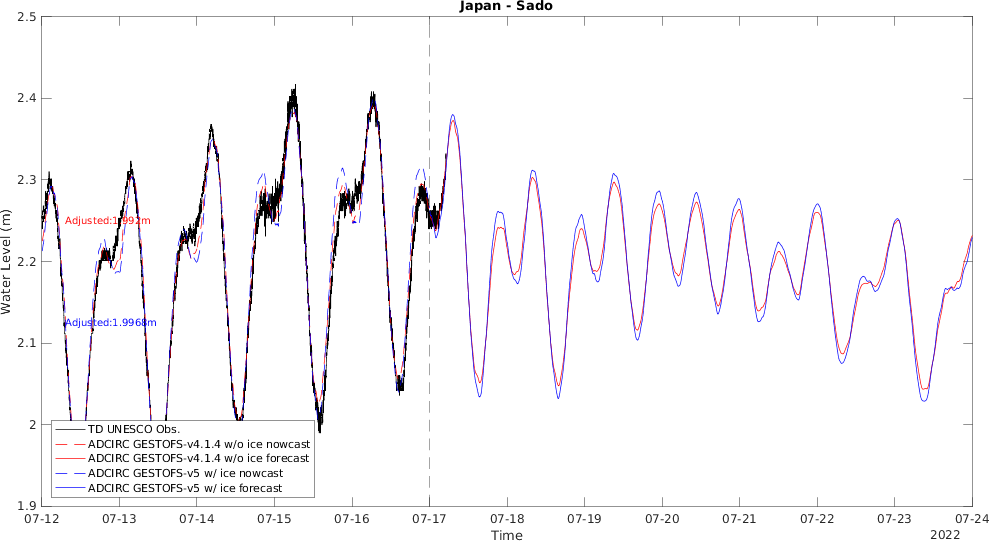 Japan - Sado
2.5
2.4
2.3
2.2
2.1
2
1.9
Water Level (m)
Adjusted:1.992m
Adjusted:1.9968m
TD UNESCO Obs.
ADCIRC GESTOFS-v4.1.4 w/o ice nowcast
ADCIRC GESTOFS-v4.1.4 w/o ice forecast
ADCIRC GESTOFS-v5 w/ ice nowcast
ADCIRC GESTOFS-v5 w/ ice forecast
07-12 07-13 07-14 07-15 07-16 07-17 07-18 07-19 07-20 07-21 07-22 07-23 07-24
Time
2022